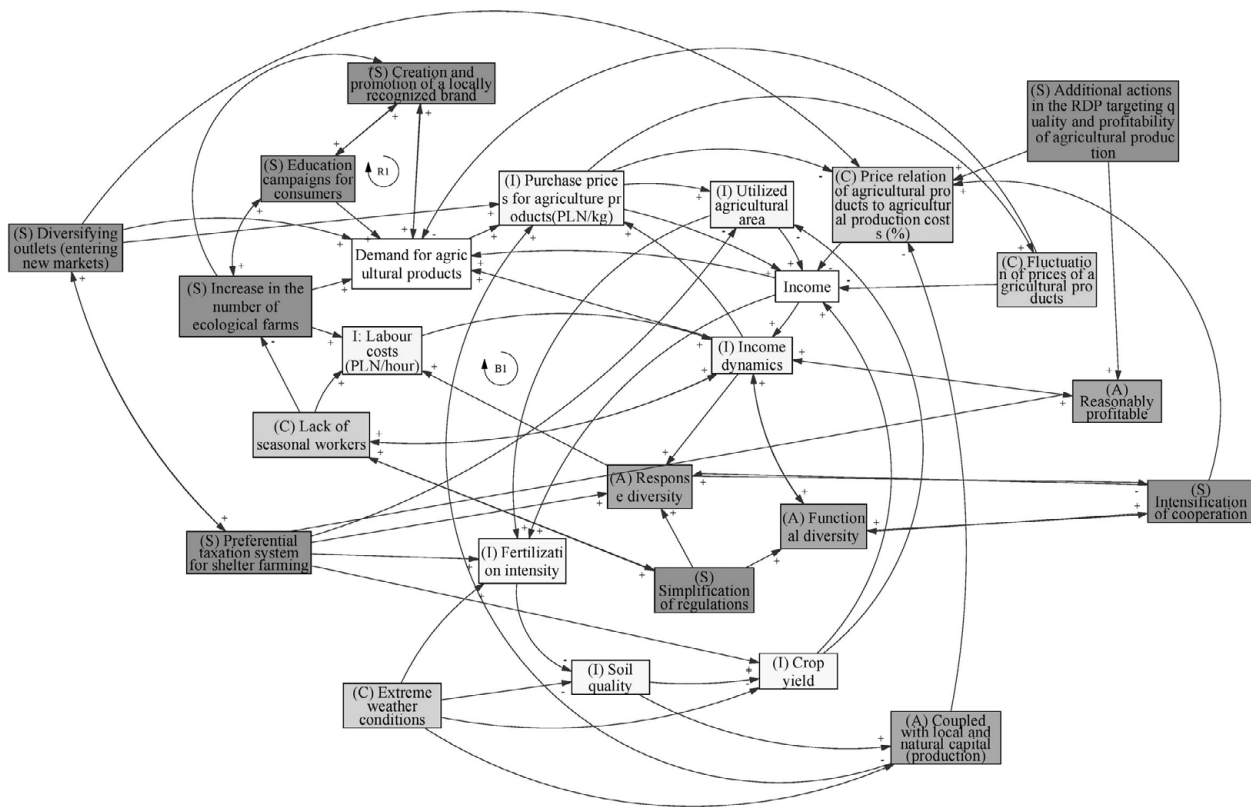 (S) Creation and
promotion of a locally
recognized brand
(S) Additional actions
in the RDP targeting q
uality and profitability
of agricultural produc
tion
(S) Education
campaigns for
consumers
R1
(I) Purchase price
s for agriculture pr
oducts(PLN/kg)
(I) Utilized
agricultural
area
(C) Price relation
of agricultural pro
ducts to agricultur
al production cost
s (%)
(S) Diversifying
outlets (entering
new markets)
Demand for agric
ultural products
Income
(C) Fluctuatio
n of prices of a
gricultural pro
ducts
(S) Increase in the
number of
ecological farms
I: Labour
costs
(PLN/hour)
B1
(I) Income
dynamics
(A)
Reasonably
profitable
(C) Lack of
seasonal workers
(A) Respons
e diversity
(S)
Intensification
of cooperation
(A) Function
al diversity
(S) Preferential
taxation system
for shelter farming
(I) Fertilizati
on intensity
(S)
Simplification
of regulations
(I) Soil
quality
(I) Crop
yield
(C) Extreme
weather
conditions
(A) Coupled
with local and
natural capital
(production)